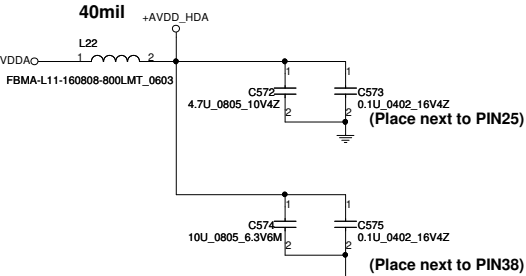 40mil
+AVDD_HDA
L22
VDDA
1
2
FBMA-L11-160808-800LMT_0603
1
1
C572
C573
4.7U_0805_10V4Z
0.1U_0402_16V4Z
2
2
(Place next to PIN25)
1
1
C574
C575
10U_0805_6.3V6M
0.1U_0402_16V4Z
2
2
(Place next to PIN38)